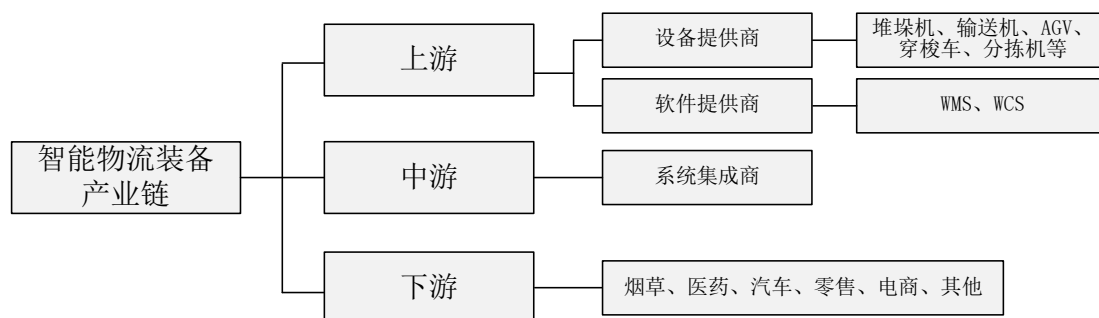 智能物流装备
产业链
上游
设备提供商
堆垛机、输送机、AGV、
穿梭车、分拣机等
软件提供商
WMS、WCS
中游
系统集成商
下游
烟草、医药、汽车、零售、电商、其他